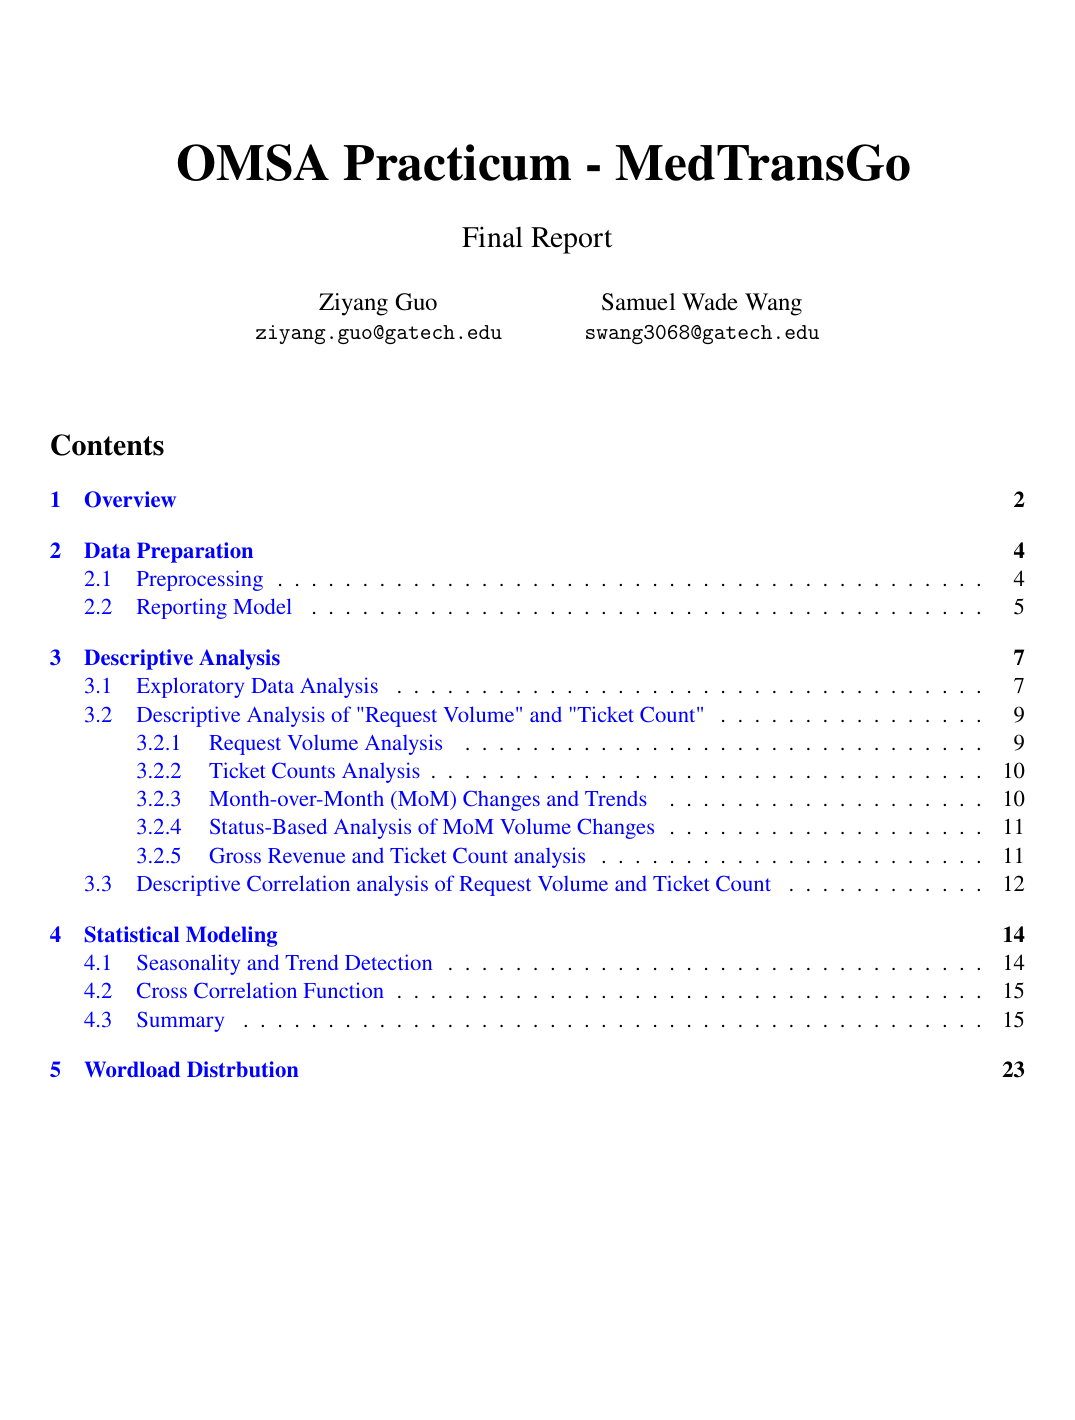 OMSA Practicum - MedTransGo
Final Report
Ziyang Guo Samuel Wade Wang
ziyang.guo@gatech.edu swang3068@gatech.edu
Contents
1 Overview 2
2 Data Preparation 4
2.1 Preprocessing . . . . . . . . . . . . . . . . . . . . . . . . . . . . . . . . . . . . . . . . . . 4
2.2 Reporting Model . . . . . . . . . . . . . . . . . . . . . . . . . . . . . . . . . . . . . . . . 5
3 Descriptive Analysis 7
3.1 Exploratory Data Analysis . . . . . . . . . . . . . . . . . . . . . . . . . . . . . . . . . . . 7
3.2 Descriptive Analysis of "Request Volume" and "Ticket Count" . . . . . . . . . . . . . . . . 9
3.2.1 Request Volume Analysis . . . . . . . . . . . . . . . . . . . . . . . . . . . . . . . 9
3.2.2 Ticket Counts Analysis . . . . . . . . . . . . . . . . . . . . . . . . . . . . . . . . . 10
3.2.3 Month-over-Month (MoM) Changes and Trends . . . . . . . . . . . . . . . . . . . 10
3.2.4 Status-Based Analysis of MoM Volume Changes . . . . . . . . . . . . . . . . . . . 11
3.2.5 Gross Revenue and Ticket Count analysis . . . . . . . . . . . . . . . . . . . . . . . 11
3.3 Descriptive Correlation analysis of Request Volume and Ticket Count . . . . . . . . . . . . 12
4 Statistical Modeling 14
4.1 Seasonality and Trend Detection . . . . . . . . . . . . . . . . . . . . . . . . . . . . . . . . 14
4.2 Cross Correlation Function . . . . . . . . . . . . . . . . . . . . . . . . . . . . . . . . . . . 15
4.3 Summary . . . . . . . . . . . . . . . . . . . . . . . . . . . . . . . . . . . . . . . . . . . . 15
5 Wordload Distrbution 23